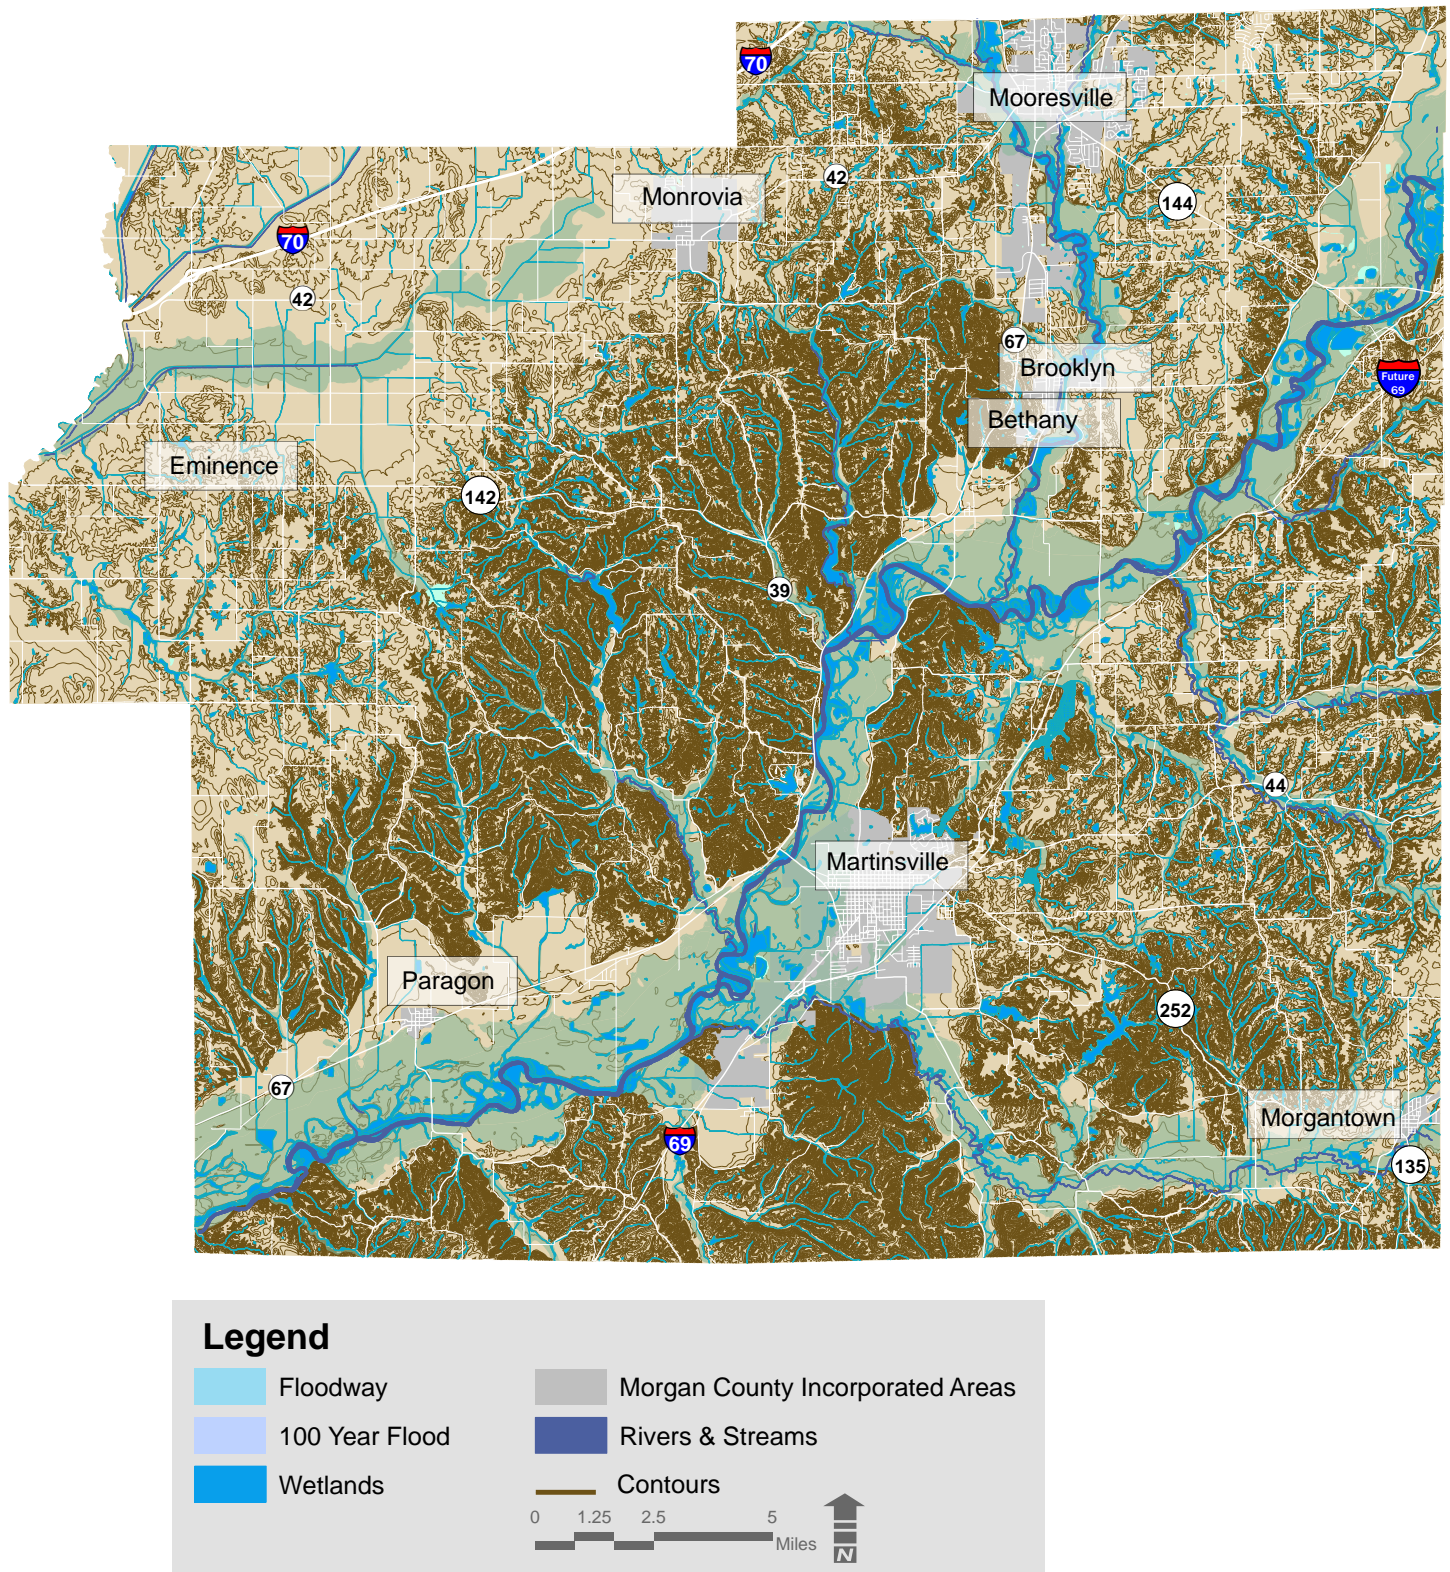 70
Mooresville
42
Monrovia
144
70
42
67
Brooklyn
Future
69
Bethany
Eminence
142
39
44
Martinsville
Paragon
252
67
Morgantown
69
135
Legend
Floodway
Morgan County Incorporated Areas
100 Year Flood
Rivers & Streams
Wetlands
Contours
0 1.25 2.5 5
Miles
N